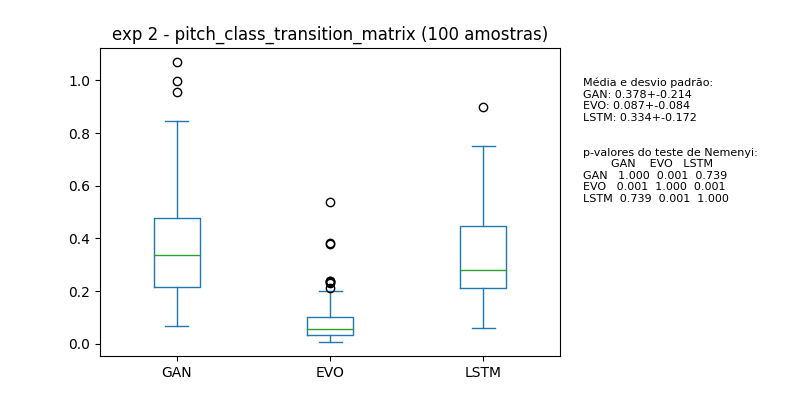 exp 2 - pitch_class_transition_matrix (100 amostras)
1.0
0.8
0.6
0.4
0.2
0.0
GAN EVO LSTM
Média e desvio padrão:
GAN: 0.378+-0.214
EVO: 0.087+-0.084
LSTM: 0.334+-0.172
p-valores do teste de Nemenyi:
GAN EVO LSTM
GAN 1.000 0.001 0.739
EVO 0.001 1.000 0.001
LSTM 0.739 0.001 1.000